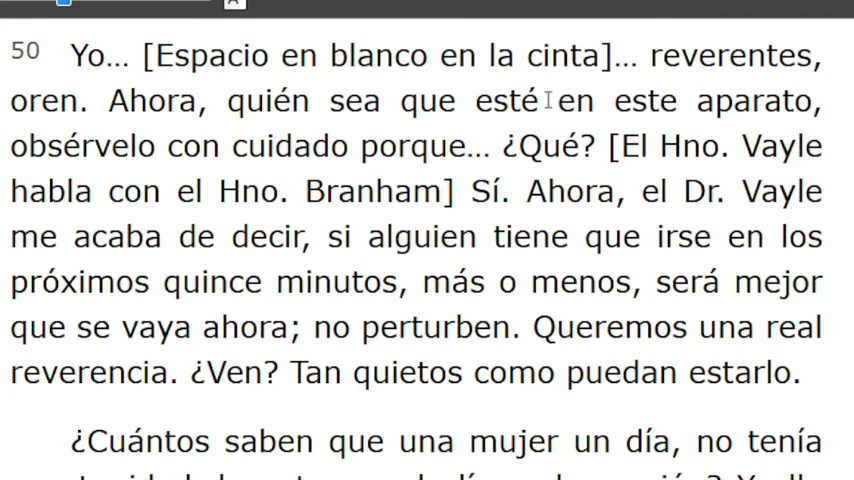 50 Yo... [Espacio en blanco en la cinta]... reverentes,
oren. Ahora, quién sea que esté en este aparato,
obsérvelo con cuidado porque... ¿Qué? [El Hno. Vayle
habla con el Hno. Branham] Sí. Ahora, el Dr. Vayle
me acaba de decir, si alguien tiene que irse en los
próximos quince minutos, más o menos, será mejor
que se vaya ahora; no perturben. Queremos una real
reverencia. ¿Ven? Tan quietos como puedan estarlo.
¿Cuántos saben que una mujer un día, no tenía